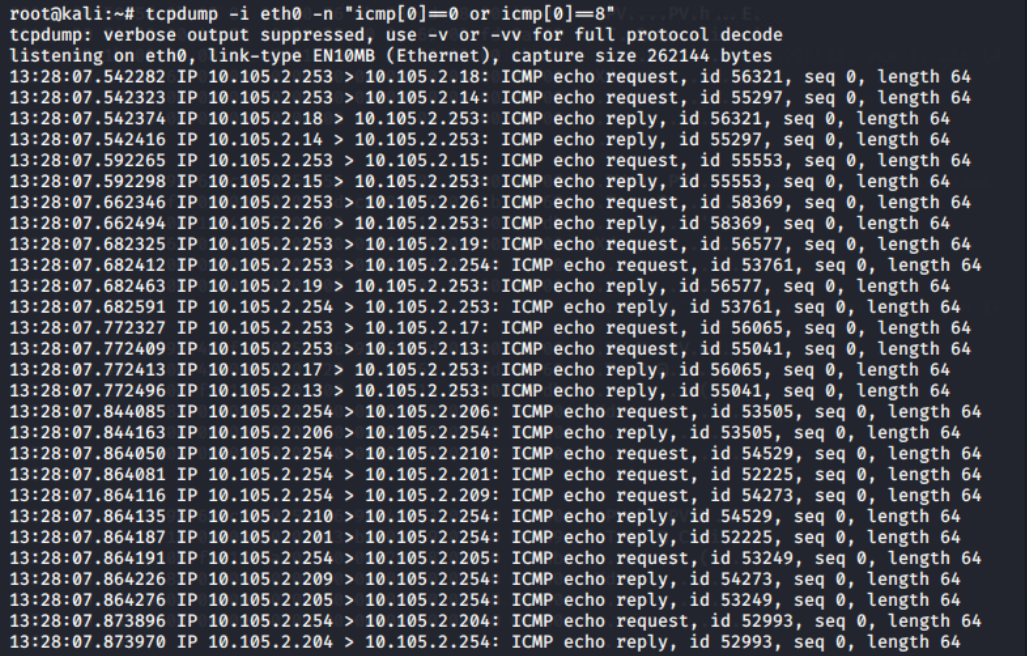 root@kali:~# tcpdump -i eth0 -n "icmp[0]==0 or icmp[0]==8"
tcpdump: verbose output suppressed, use -v or -vv for full protocol decode
listening on eth0, link-type EN10MB (Ethernet), capture size 262144 bytes
13:28:07.542282 IP 10.105.2.253 > 10.105.2.18: ICMP echo request, id 56321, seq 0, length 64
13:28:07.542323 IP 10.105.2.253 > 10.105.2.14: ICMP echo request, id 55297, seq 0, length 64
13:28:07.542374 IP 10.105.2.18 > 10.105.2.253: ICMP echo reply, id 56321, seq 0, length 64
13:28:07.542416 IP 10.105.2.14 > 10.105.2.253: ICMP echo reply, id 55297, seq 0, length 64
13:28:07.592265 IP 10.105.2.253 > 10.105.2.15: ICMP echo request, id 55553, seq 0, length 64
13:28:07.592298 IP 10.105.2.15 > 10.105.2.253: ICMP echo reply, id 55553, seq 0, length 64
13:28:07.662346 IP 10.105.2.253 > 10.105.2.26: ICMP echo request, id 58369, seq 0, length 64
13:28:07.662494 IP 10.105.2.26 > 10.105.2.253: ICMP echo reply, id 58369, seq 0, length 64
13:28:07.682325 IP 10.105.2.253 > 10.105.2.19: ICMP echo request, id 56577, seq 0, length 64
13:28:07.682412 IP 10.105.2.253 > 10.105.2.254: ICMP echo request, id 53761, seq 0, length 64
13:28:07.682463 IP 10.105.2.19 > 10.105.2.253: ICMP echo reply, id 56577, seq 0, length 64
13:28:07.682591 IP 10.105.2.254 > 10.105.2.253: ICMP echo reply, id 53761, seq 0, length 64
13:28:07.772327 IP 10.105.2.253 > 10.105.2.17: ICMP echo request, id 56065, seq 0, length 64
13:28:07.772409 IP 10.105.2.253 > 10.105.2.13: ICMP echo request, id 55041, seq 0, length 64
13:28:07.772413 IP 10.105.2.17 > 10.105.2.253: ICMP echo reply, id 56065, seq 0, length 64
13:28:07.772496 IP 10.105.2.13 > 10.105.2.253: ICMP echo reply, id 55041, seq 0, length 64
13:28:07.844085 IP 10.105.2.254 > 10.105.2.206: ICMP echo request, id 53505, seq 0, length 64
13:28:07.844163 IP 10.105.2.206 > 10.105.2.254: ICMP echo reply, id 53505, seq 0, length 64
13:28:07.864050 IP 10.105.2.254 > 10.105.2.210: ICMP echo request, id 54529, seq 0, length 64
13:28:07.864081 IP 10.105.2.254 > 10.105.2.201: ICMP echo request, id 52225, seq 0, length 64
13:28:07.864116 IP 10.105.2.254 > 10.105.2.209: ICMP echo request, id 54273, seq 0, length 64
13:28:07.864135 IP 10.105.2.210 > 10.105.2.254: ICMP echo reply, id 54529, seq 0, length 64
13:28:07.864187 IP 10.105.2.201 > 10.105.2.254: ICMP echo reply, id 52225, seq 0, length 64
13:28:07.864191 IP 10.105.2.254 > 10.105.2.205: ICMP echo request, id 53249, seq 0, length 64
13:28:07.864226 IP 10.105.2.209 > 10.105.2.254: ICMP echo reply, id 54273, seq 0, length 64
13:28:07.864276 IP 10.105.2.205 > 10.105.2.254: ICMP echo reply, id 53249, seq 0, length 64
13:28:07.873896 IP 10.105.2.254 > 10.105.2.204: ICMP echo request, id 52993, seq 0, length 64
13:28:07.873970 IP 10.105.2.204 > 10.105.2.254: ICMP echo reply, id 52993, seq 0, length 64